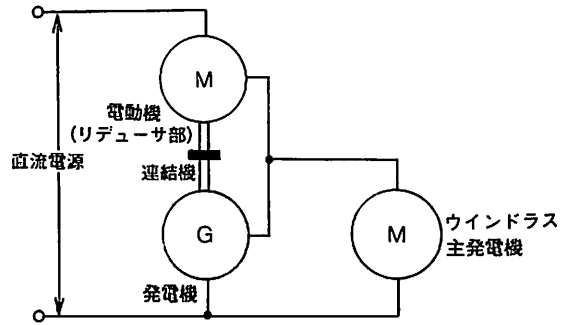 M
電動機
(リデューサ部)
直流電源
連結機
G
発電機
M
ウインドラス
主発電機